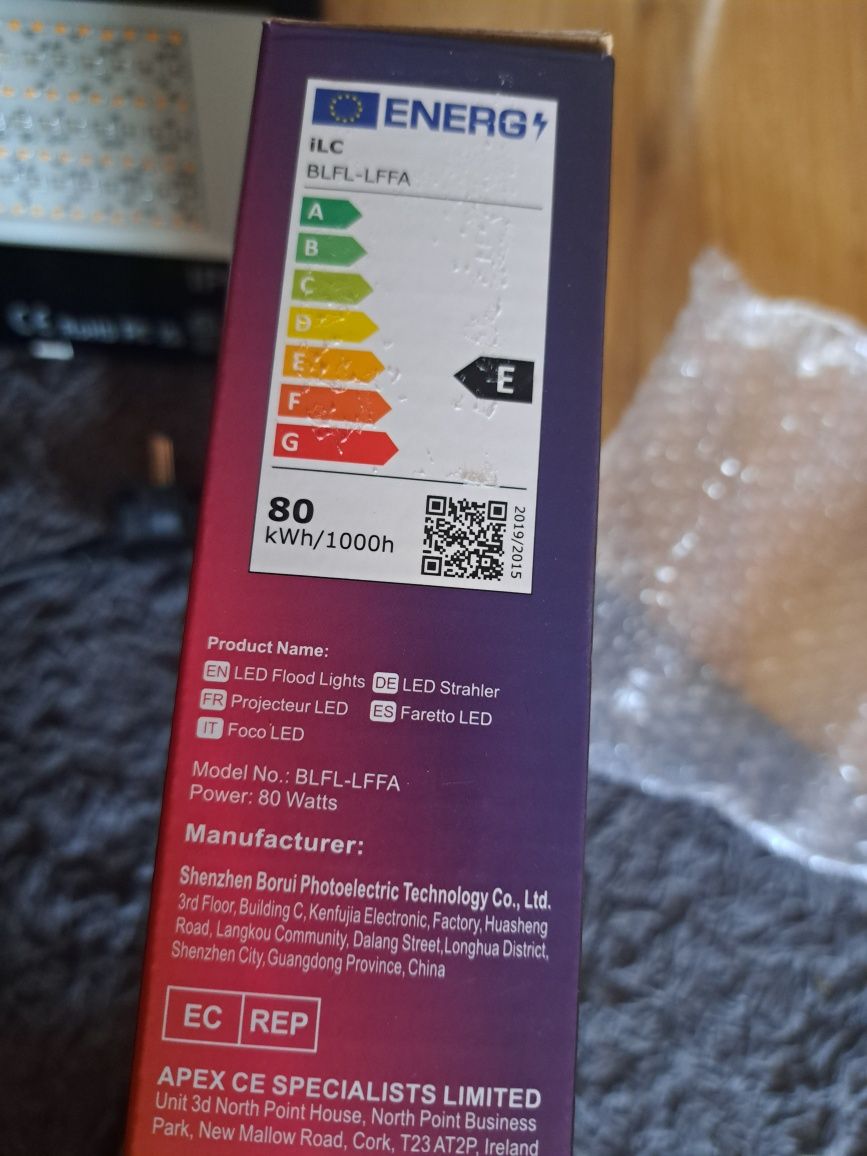 ENERG
iLC
BLFL-LFFA
A
B
C
D
E
E
F
G
80
kWh/1000h
2019/2015
Product Name:
EN LED Flood Lights DE LED Strahler
FR Projecteur LED ES Faretto LED
IT Foco LED
Model No.: BLFL-LFFA
Power: 80 Watts
Manufacturer:
Shenzhen Borui Photoelectric Technology Co., Ltd.
3rd Floor, Building C, Kenfujia Electronic, Factory, Huasheng
Road, Langkou Community, Dalang Street, Longhua District,
Shenzhen City, Guangdong Province, China
EC REP
APEX CE SPECIALISTS LIMITED
Unit 3d North Point House, North Point Business
Park, New Mallow Road, Cork, T23 AT2P, Ireland
CE